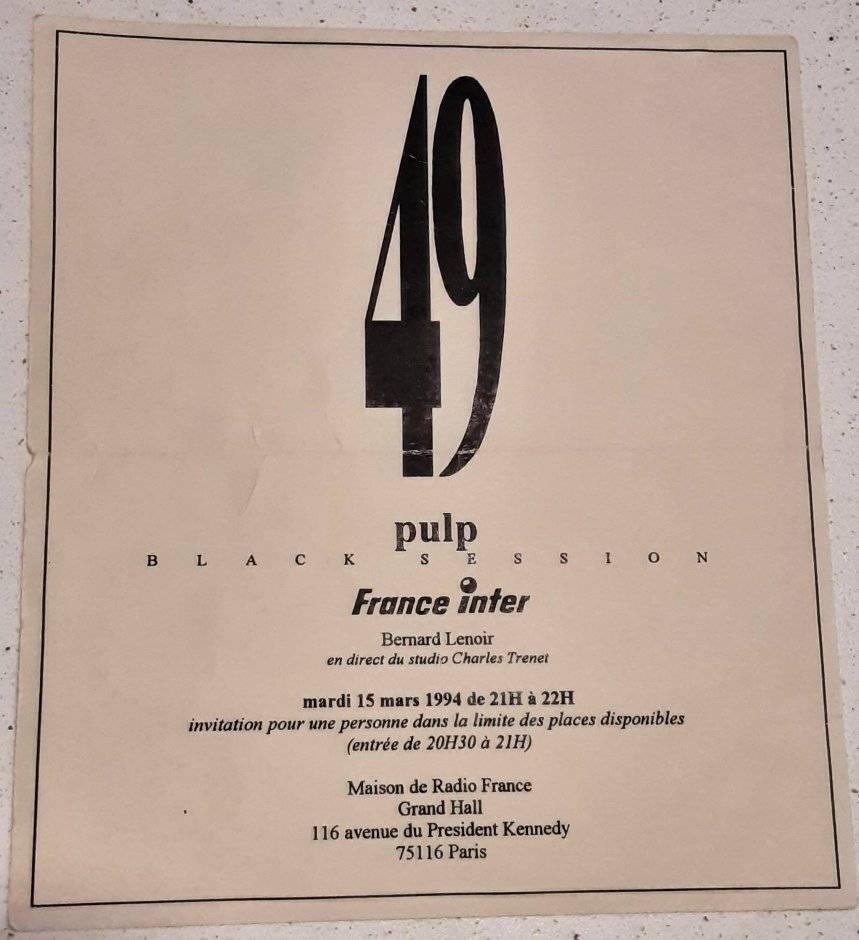 49
pulp
BLACK SESSION
France inter
Bernard Lenoir
en direct du studio Charles Trenet
mardi 15 mars 1994 de 21H à 22H
invitation pour une personne dans la limite des places disponibles
(entrée de 20H30 à 21H)
Maison de Radio France
Grand Hall
116 avenue du President Kennedy
75116 Paris